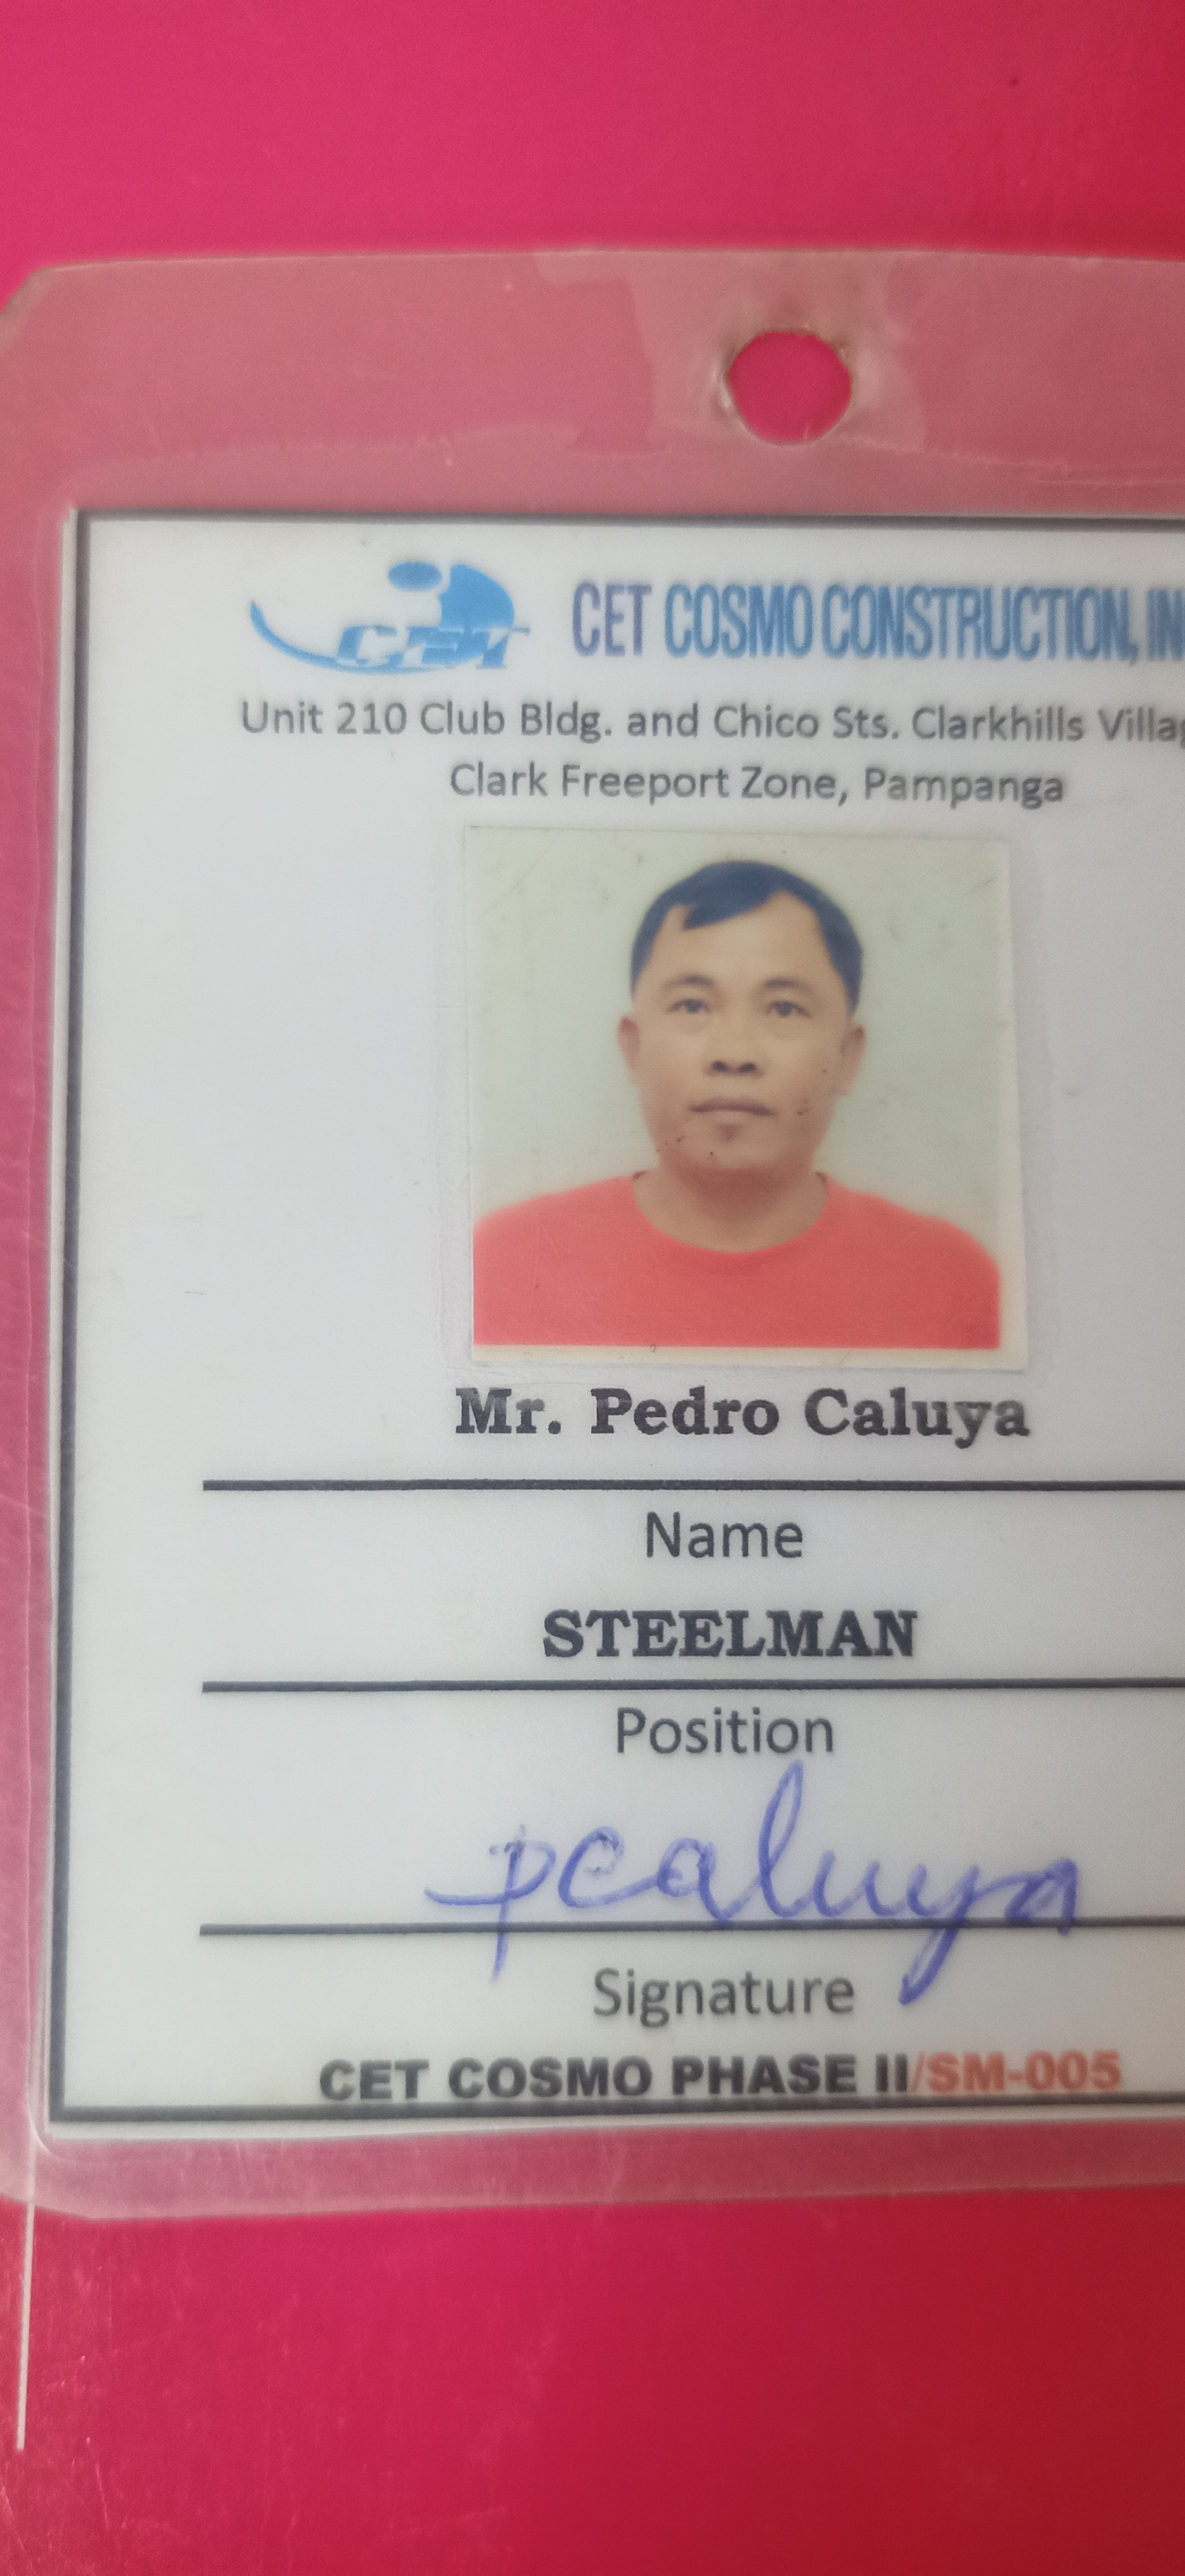 CET
CET COSMO CONSTRUCTION, IN
Unit 210 Club Bldg. and Chico Sts. Clarkhills Villag
Clark Freeport Zone, Pampanga
Mr. Pedro Caluya
Name
STEELMAN
Position
pcaluya
Signature
CET COSMO PHASE II/SM-005